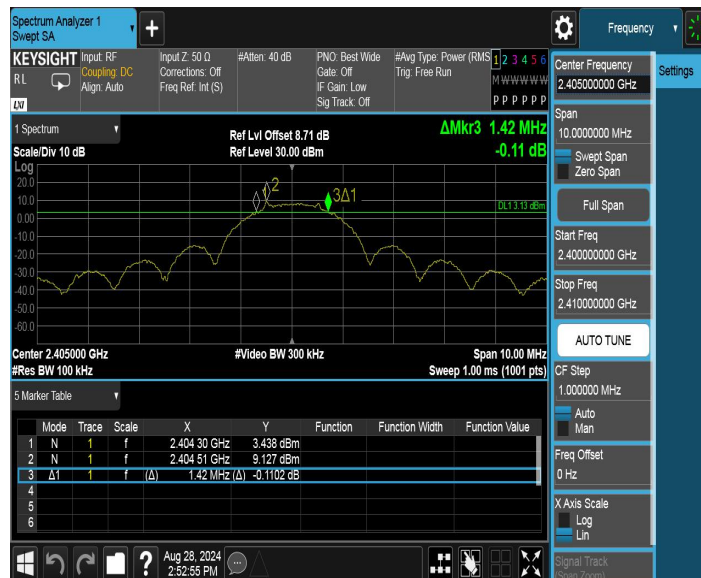 Spectrum Analyzer 1
Swept SA
+
Frequency
KEYSIGHT
RL
LXI
Input: RF
Coupling: DC
Align: Auto
Input Z: 50 Ω
Corrections: Off
Freq Ref: Int (S)
#Atten: 40 dB
PNO: Best Wide
Gate: Off
IF Gain: Low
Sig Track: Off
#Avg Type: Power (RMS
Trig: Free Run
1 2 3 4 5 6
M W W W W W
P P P P P P
1 Spectrum
Scale/Div 10 dB
Ref Lvl Offset 8.71 dB
Ref Level 30.00 dBm
ΔMkr3 1.42 MHz
-0.11 dB
Log
20.0
10.0
0.00
-10.0
-20.0
-30.0
-40.0
-50.0
-60.0
2
3Δ1
DL1 3.13 dBm
Center 2.405000 GHz
#Video BW 300 kHz
Span 10.00 MHz
#Res BW 100 kHz
Sweep 1.00 ms (1001 pts)
5 Marker Table
Mode Trace Scale X Y Function Function Width Function Value
1 N 1 f 2.404 30 GHz 3.438 dBm
2 N 1 f 2.404 51 GHz 9.127 dBm
3 Δ1 1 f (Δ) 1.42 MHz (Δ) -0.1102 dB
4
5
6
Aug 28, 2024
2:52:55 PM
?
Center Frequency
2.405000000 GHz
Span
10.0000000 MHz
Swept Span
Zero Span
Full Span
Start Freq
2.400000000 GHz
Stop Freq
2.410000000 GHz
AUTO TUNE
CF Step
1.000000 MHz
Auto
Man
Freq Offset
0 Hz
X Axis Scale
Log
Lin
Signal Track
(Span Zoom)
Settings